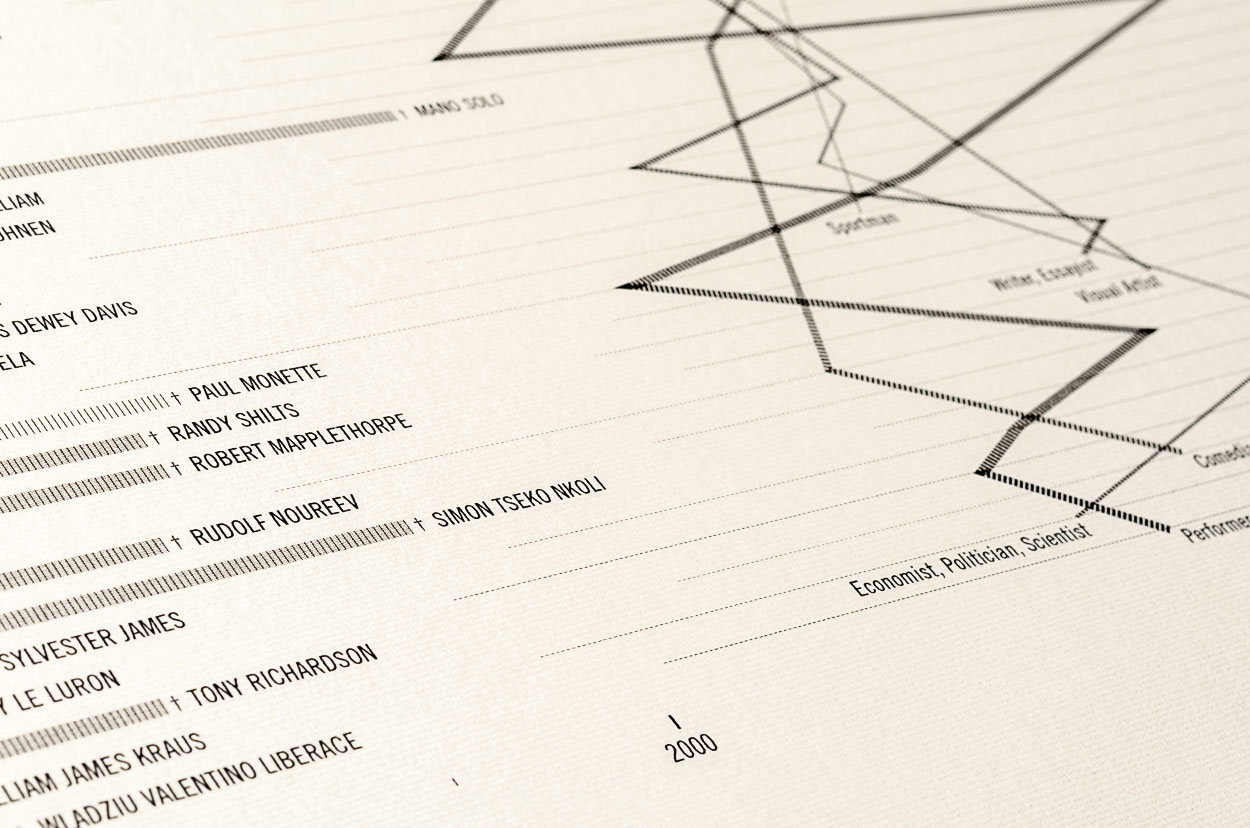 † MANO SOLO
LIAM
OHNEN
S DEWEY DAVIS
ELA
† PAUL MONETTE
† RANDY SHILTS
† ROBERT MAPPLETHORPE
† RUDOLF NOUREEV
† SIMON TSEKO NKOLI
SYLVESTER JAMES
Y LE LURON
† TONY RICHARDSON
LLIAM JAMES KRAUS
WLADZIU VALENTINO LIBERACE
Sportman
Writer, Essayist
Visual Artist
Comedia
Performer
Economist, Politician, Scientist
2000